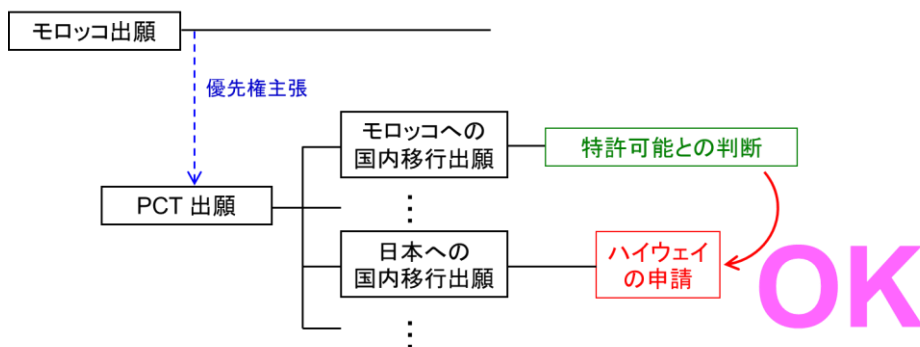 モロッコ出願
優先権主張
モロッコへの
国内移行出願
特許可能との判断
PCT 出願
⋮
日本への
国内移行出願
ハイウェイ
の申請
OK
⋮